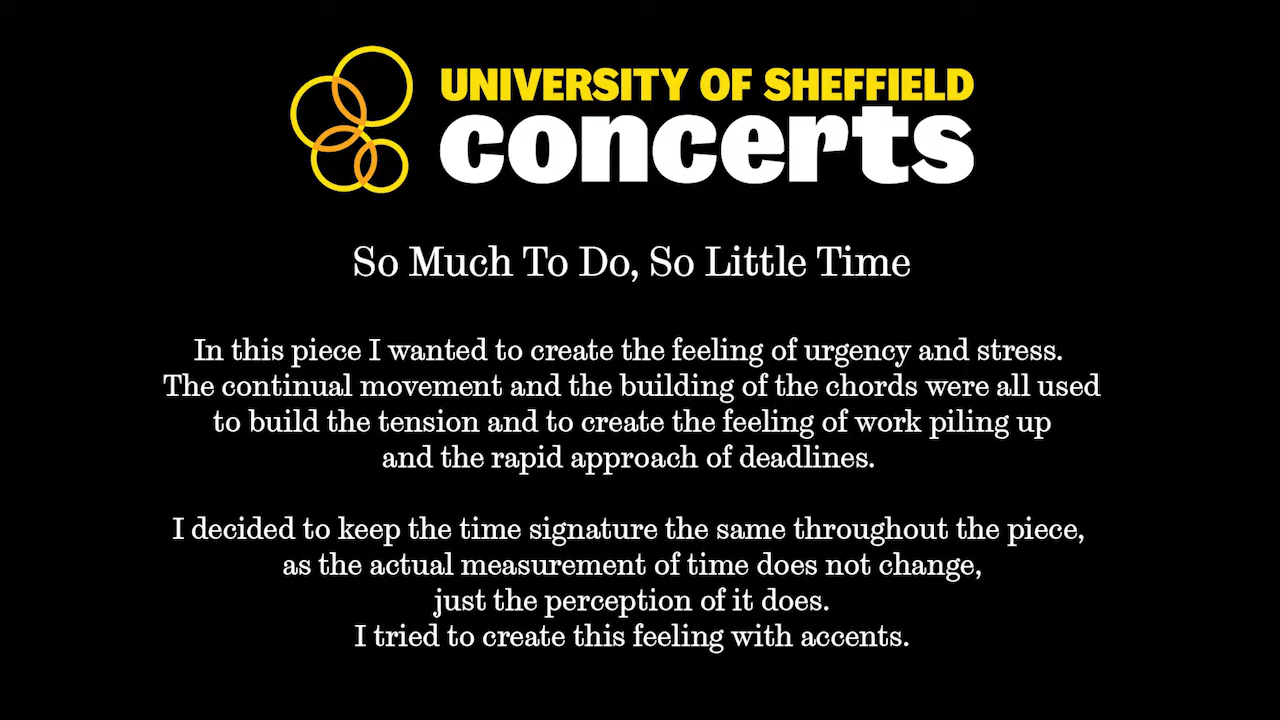 UNIVERSITY OF SHEFFIELD
concerts
So Much To Do, So Little Time
In this piece I wanted to create the feeling of urgency and stress.
The continual movement and the building of the chords were all used
to build the tension and to create the feeling of work piling up
and the rapid approach of deadlines.
I decided to keep the time signature the same throughout the piece,
as the actual measurement of time does not change,
just the perception of it does.
I tried to create this feeling with accents.